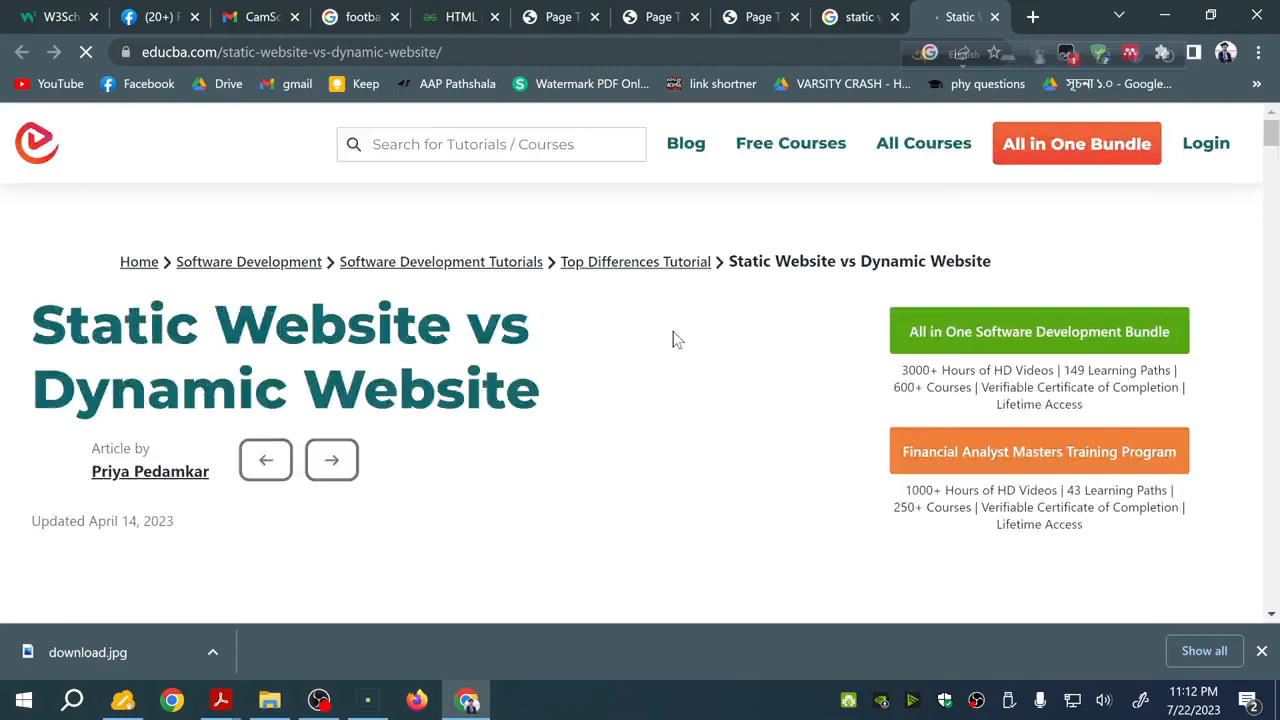 W3Sch
(20+) F
CamSc
footba
HTML |
Page T
Page T
Page T
static v
Static \
educba.com/static-website-vs-dynamic-website/
English
YouTube
Facebook
Drive
gmail
Keep
AAP Pathshala
Watermark PDF Onl...
link shortner
VARSITY CRASH - H...
phy questions
সূচনা ১.০ - Google...
»
Search for Tutorials / Courses
Blog
Free Courses
All Courses
All in One Bundle
Login
Home > Software Development > Software Development Tutorials > Top Differences Tutorial > Static Website vs Dynamic Website
Static Website vs
Dynamic Website
Article by
Priya Pedamkar
Updated April 14, 2023
All in One Software Development Bundle
3000+ Hours of HD Videos | 149 Learning Paths |
600+ Courses | Verifiable Certificate of Completion |
Lifetime Access
Financial Analyst Masters Training Program
1000+ Hours of HD Videos | 43 Learning Paths |
250+ Courses | Verifiable Certificate of Completion |
Lifetime Access
download.jpg
Show all
11:12 PM
7/22/2023
2